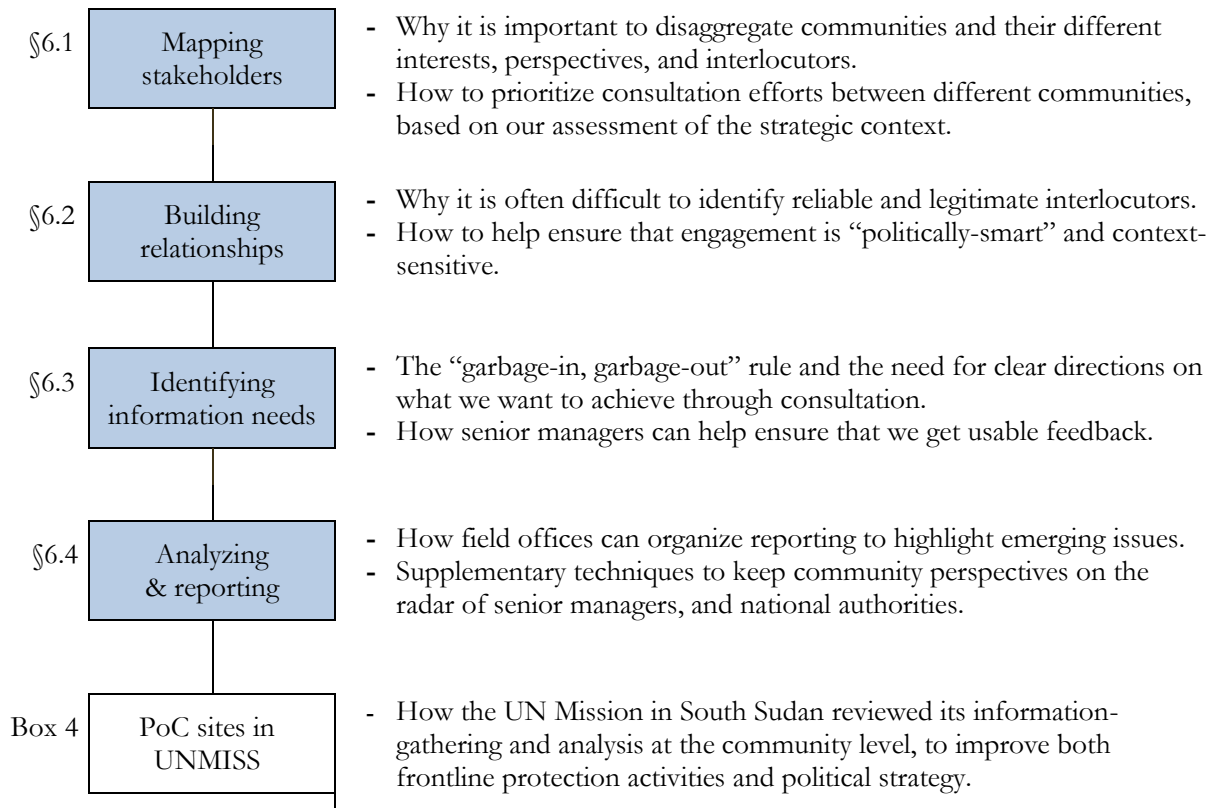 §6.1
Mapping
stakeholders
- Why it is important to disaggregate communities and their different
interests, perspectives, and interlocutors.
- How to prioritize consultation efforts between different communities,
based on our assessment of the strategic context.
§6.2
Building
relationships
- Why it is often difficult to identify reliable and legitimate interlocutors.
- How to help ensure that engagement is “politically-smart” and context-
sensitive.
§6.3
Identifying
information needs
- The “garbage-in, garbage-out” rule and the need for clear directions on
what we want to achieve through consultation.
- How senior managers can help ensure that we get usable feedback.
§6.4
Analyzing
& reporting
- How field offices can organize reporting to highlight emerging issues.
- Supplementary techniques to keep community perspectives on the
radar of senior managers, and national authorities.
Box 4
PoC sites in
UNMISS
- How the UN Mission in South Sudan reviewed its information-
gathering and analysis at the community level, to improve both
frontline protection activities and political strategy.